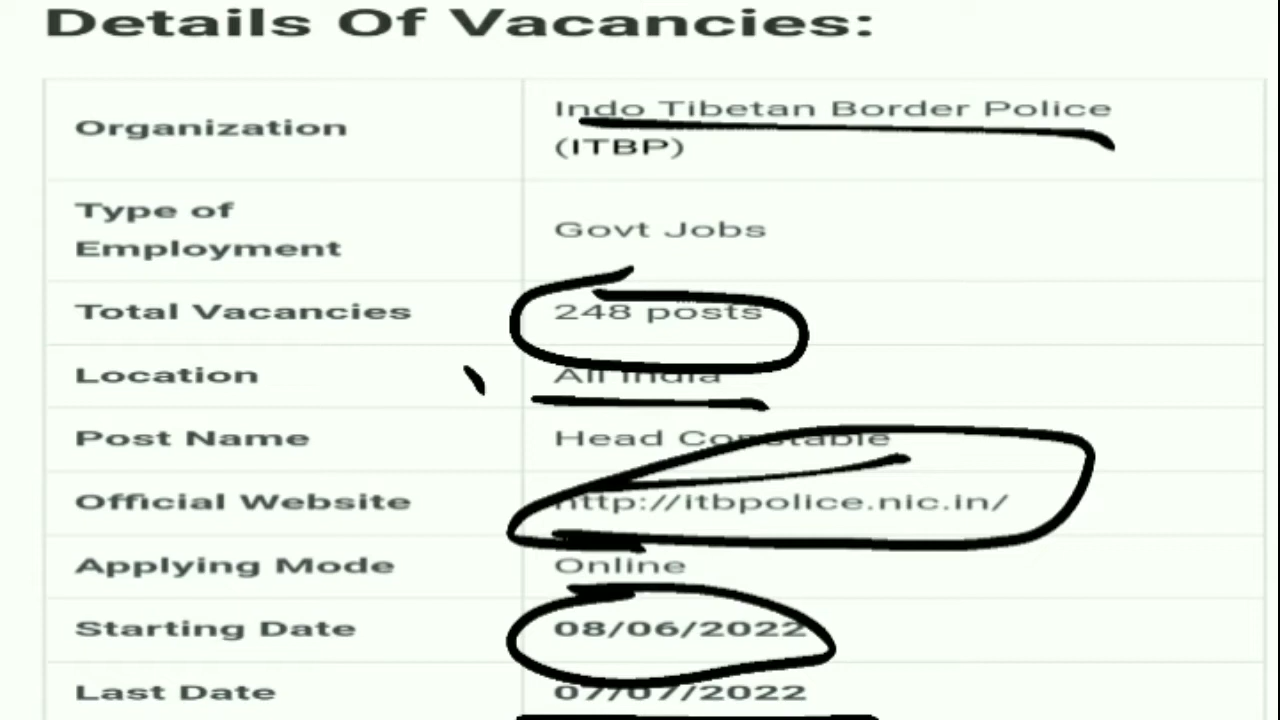 Details Of Vacancies:
Organization
Indo Tibetan Border Police
(ITBP)
Type of
Employment
Govt Jobs
Total Vacancies
248 posts
Location
All India
Post Name
Head Constable
Official Website
http://itbpolice.nic.in/
Applying Mode
Online
Starting Date
08/06/2022
Last Date
07/07/2022